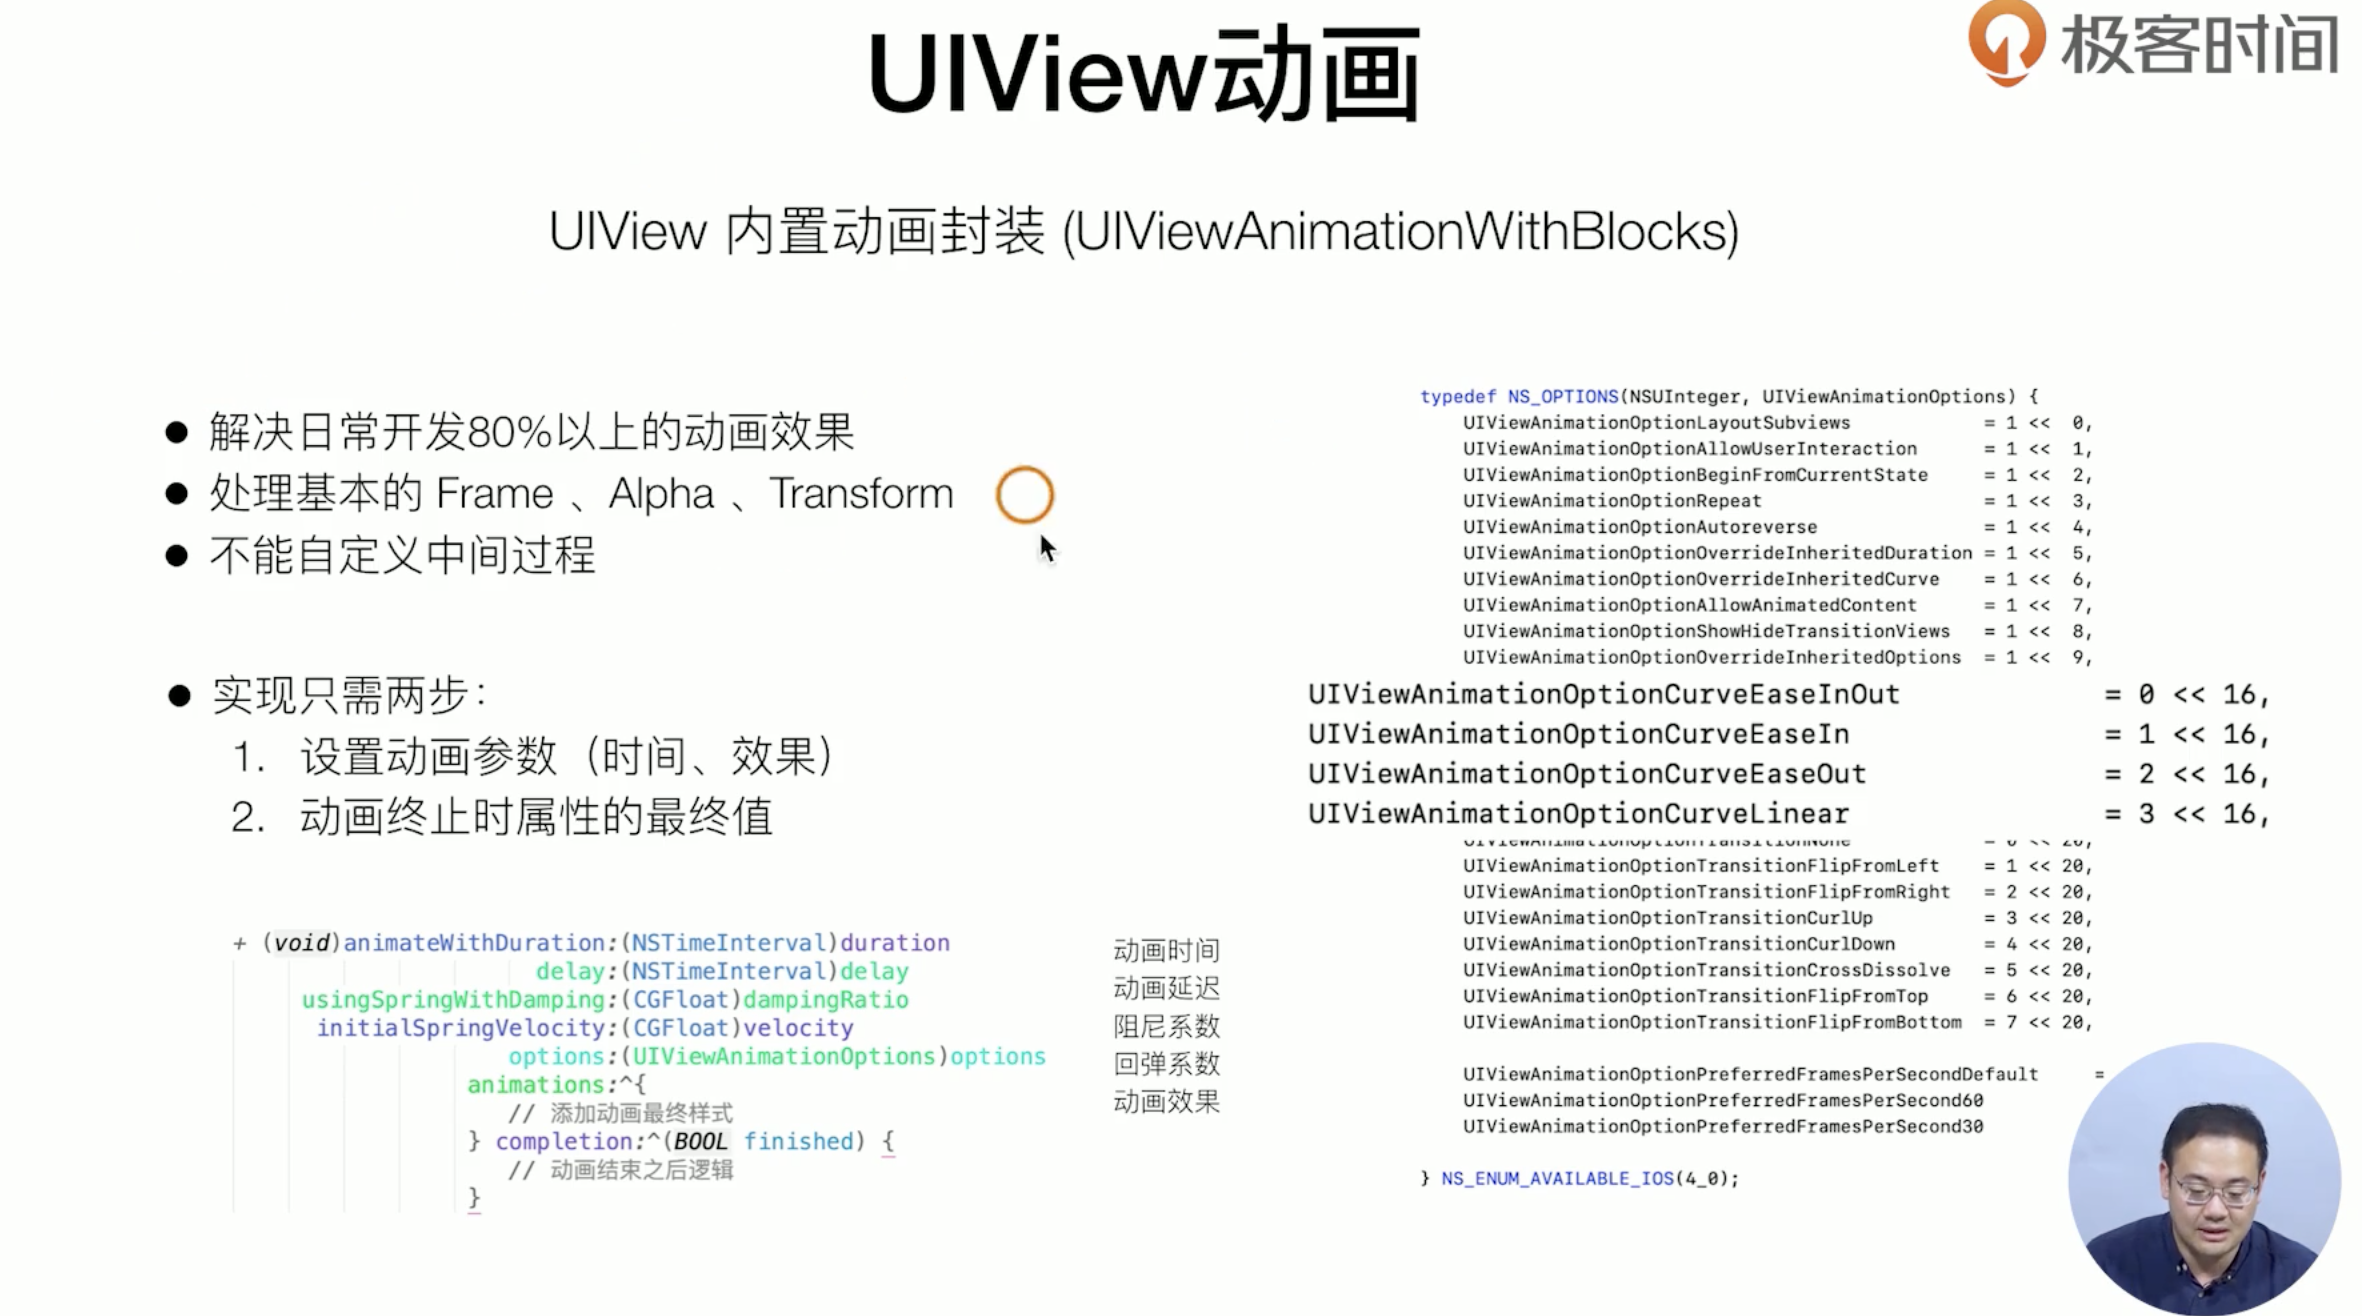 UIView动画
极客时间
UIView 内置动画封装 (UIViewAnimationWithBlocks)
● 解决日常开发80%以上的动画效果
● 处理基本的 Frame 、Alpha 、Transform
● 不能自定义中间过程
● 实现只需两步：
1. 设置动画参数（时间、效果）
2. 动画终止时属性的最终值
+ (void)animateWithDuration:(NSTimeInterval)duration
delay:(NSTimeInterval)delay
usingSpringWithDamping:(CGFloat)dampingRatio
initialSpringVelocity:(CGFloat)velocity
options:(UIViewAnimationOptions)options
animations:^{
// 添加动画最终样式
} completion:^(BOOL finished) {
// 动画结束之后逻辑
}
动画时间
动画延迟
阻尼系数
回弹系数
动画效果
typedef NS_OPTIONS(NSUInteger, UIViewAnimationOptions) {
UIViewAnimationOptionLayoutSubviews = 1 << 0,
UIViewAnimationOptionAllowUserInteraction = 1 << 1,
UIViewAnimationOptionBeginFromCurrentState = 1 << 2,
UIViewAnimationOptionRepeat = 1 << 3,
UIViewAnimationOptionAutoreverse = 1 << 4,
UIViewAnimationOptionOverrideInheritedDuration = 1 << 5,
UIViewAnimationOptionOverrideInheritedCurve = 1 << 6,
UIViewAnimationOptionAllowAnimatedContent = 1 << 7,
UIViewAnimationOptionShowHideTransitionViews = 1 << 8,
UIViewAnimationOptionOverrideInheritedOptions = 1 << 9,
UIViewAnimationOptionCurveEaseInOut = 0 << 16,
UIViewAnimationOptionCurveEaseIn = 1 << 16,
UIViewAnimationOptionCurveEaseOut = 2 << 16,
UIViewAnimationOptionCurveLinear = 3 << 16,
UIViewAnimationOptionTransitionNone = 0 << 20,
UIViewAnimationOptionTransitionFlipFromLeft = 1 << 20,
UIViewAnimationOptionTransitionFlipFromRight = 2 << 20,
UIViewAnimationOptionTransitionCurlUp = 3 << 20,
UIViewAnimationOptionTransitionCurlDown = 4 << 20,
UIViewAnimationOptionTransitionCrossDissolve = 5 << 20,
UIViewAnimationOptionTransitionFlipFromTop = 6 << 20,
UIViewAnimationOptionTransitionFlipFromBottom = 7 << 20,
UIViewAnimationOptionPreferredFramesPerSecondDefault =
UIViewAnimationOptionPreferredFramesPerSecond60
UIViewAnimationOptionPreferredFramesPerSecond30
} NS_ENUM_AVAILABLE_IOS(4_0);